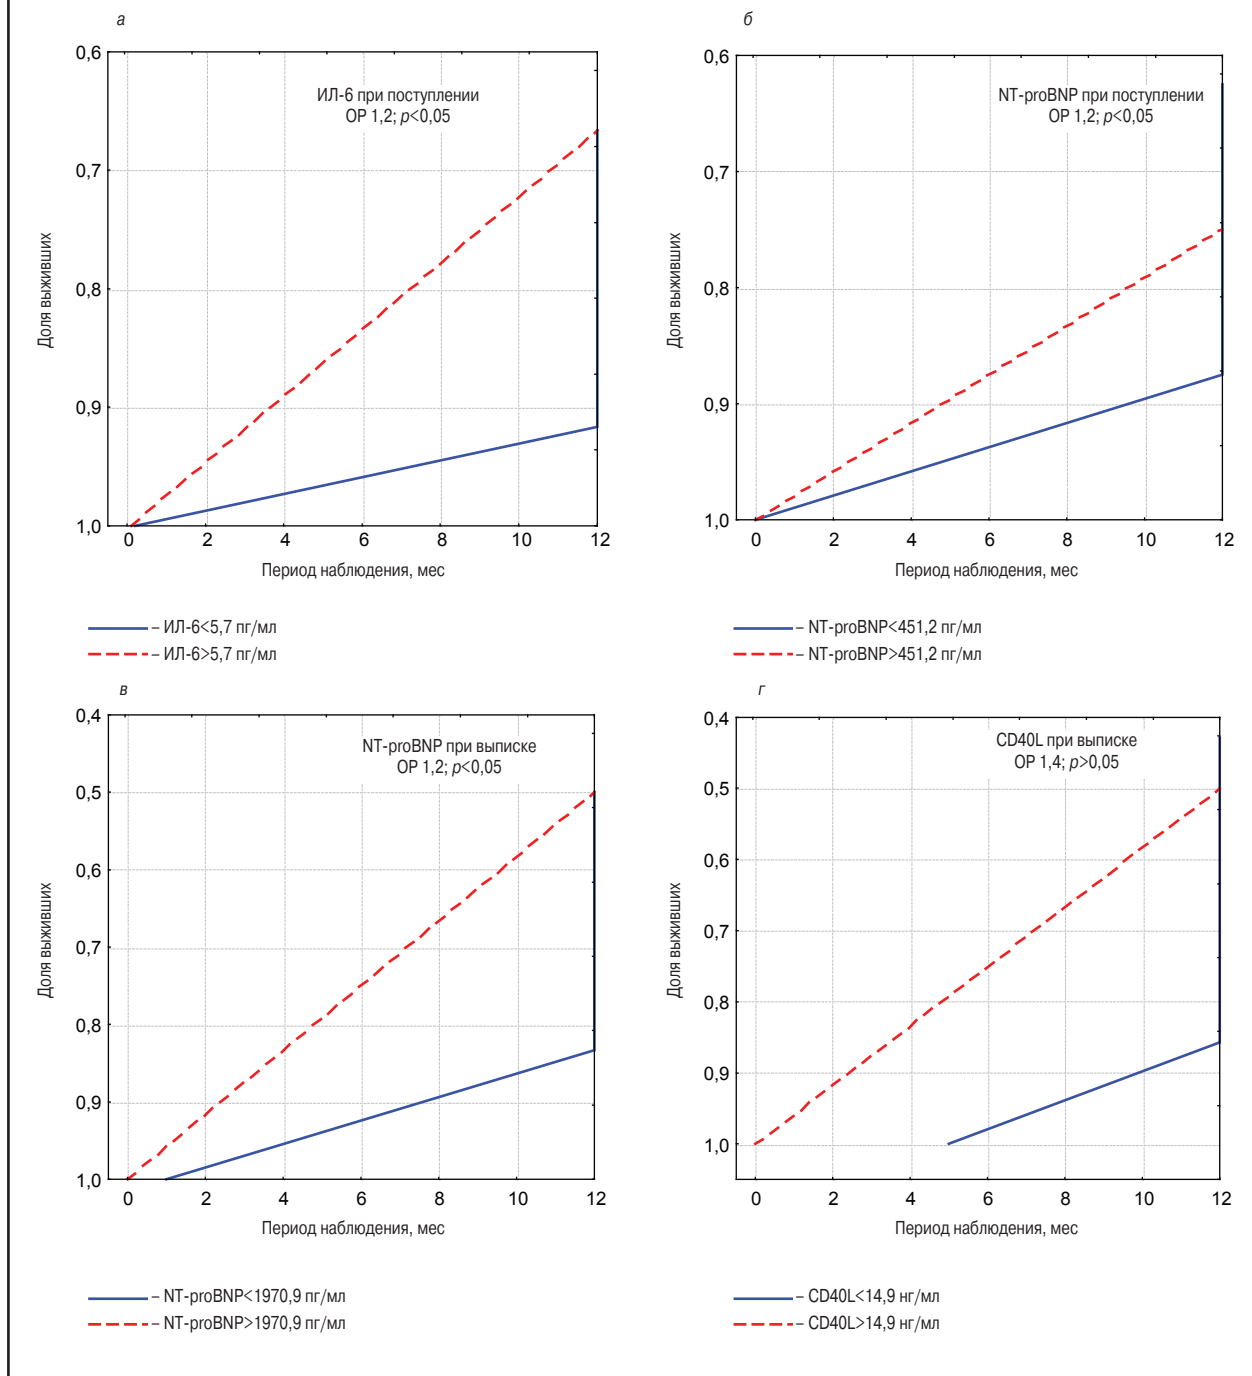 а
0,6
0,7
0,8
0,9
1,0
Доля выживших
ИЛ-6 при поступлении
ОР 1,2; p<0,05
0 2 4 6 8 10 12
Период наблюдения, мес
– ИЛ-6<5,7 пг/мл
– ИЛ-6>5,7 пг/мл
б
0,6
0,7
0,8
0,9
1,0
Доля выживших
NT-proBNP при поступлении
ОР 1,2; p<0,05
0 2 4 6 8 10 12
Период наблюдения, мес
– NT-proBNP<451,2 пг/мл
– NT-proBNP>451,2 пг/мл
в
0,4
0,5
0,6
0,7
0,8
0,9
1,0
Доля выживших
NT-proBNP при выписке
ОР 1,2; p<0,05
0 2 4 6 8 10 12
Период наблюдения, мес
– NT-proBNP<1970,9 пг/мл
– NT-proBNP>1970,9 пг/мл
г
0,4
0,5
0,6
0,7
0,8
0,9
1,0
Доля выживших
CD40L при выписке
ОР 1,4; p>0,05
0 2 4 6 8 10 12
Период наблюдения, мес
– CD40L<14,9 нг/мл
– CD40L>14,9 нг/мл